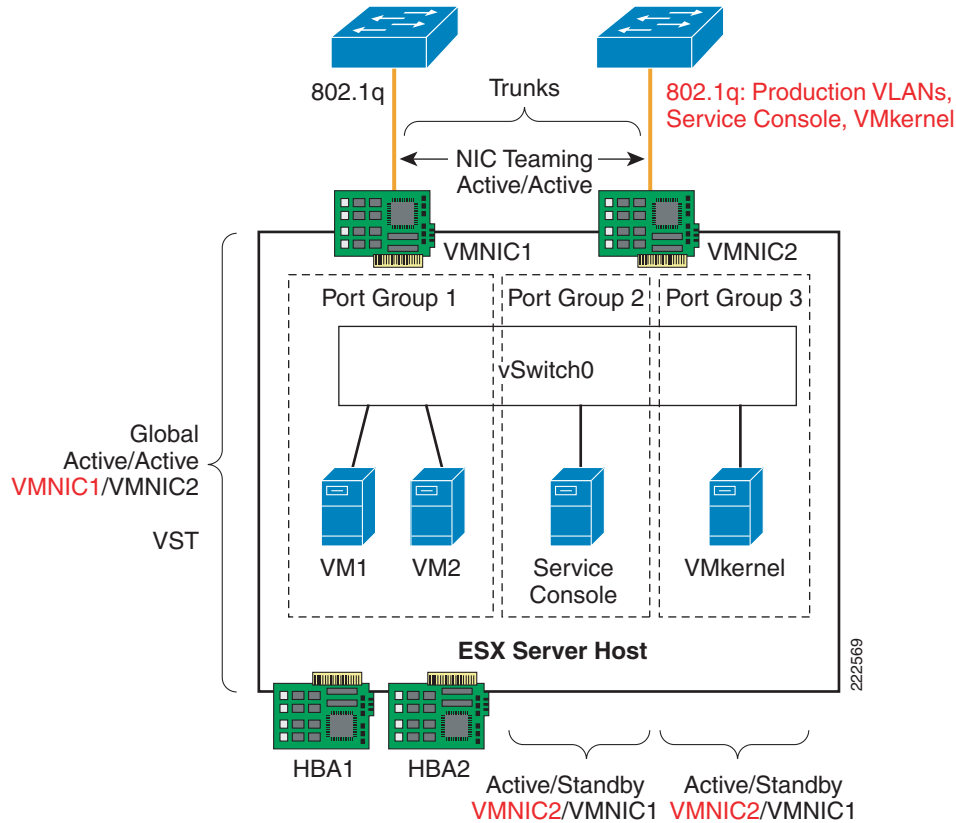 802.1q
Trunks
802.1q: Production VLANs,
Service Console, VMkernel
NIC Teaming
Active/Active
VMNIC1
VMNIC2
Port Group 1
Port Group 2
Port Group 3
vSwitch0
Global
Active/Active
VMNIC1/VMNIC2
VST
VM1
VM2
Service
Console
VMkernel
ESX Server Host
222569
HBA1
HBA2
Active/Standby
VMNIC2/VMNIC1
Active/Standby
VMNIC2/VMNIC1